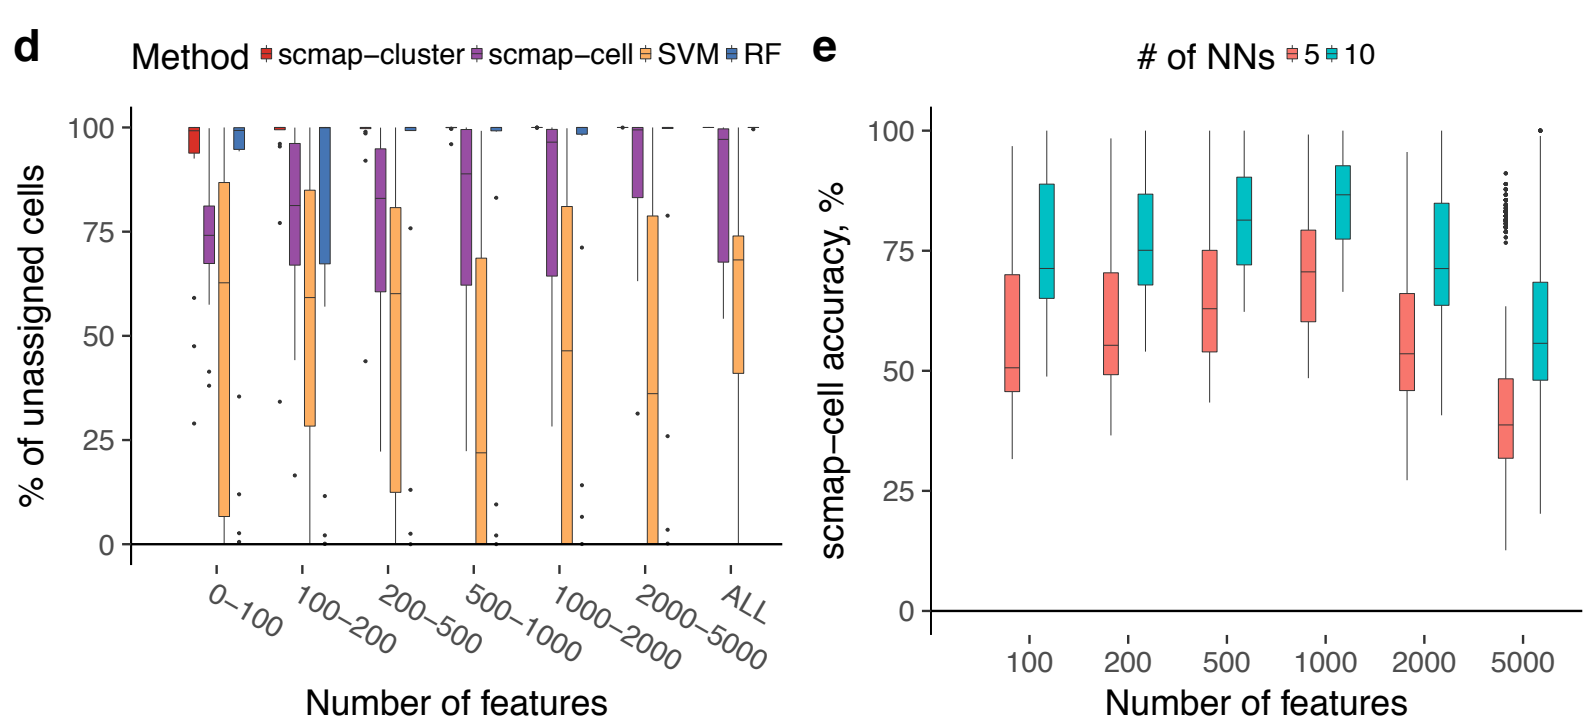 d
Method scmap-cluster scmap-cell SVM RF
% of unassigned cells
100
75
50
25
0
0-100
100-200
200-500
500-1000
1000-2000
2000-5000
ALL
Number of features
e
# of NNs 5 10
scmap-cell accuracy, %
100
75
50
25
0
100
200
500
1000
2000
5000
Number of features